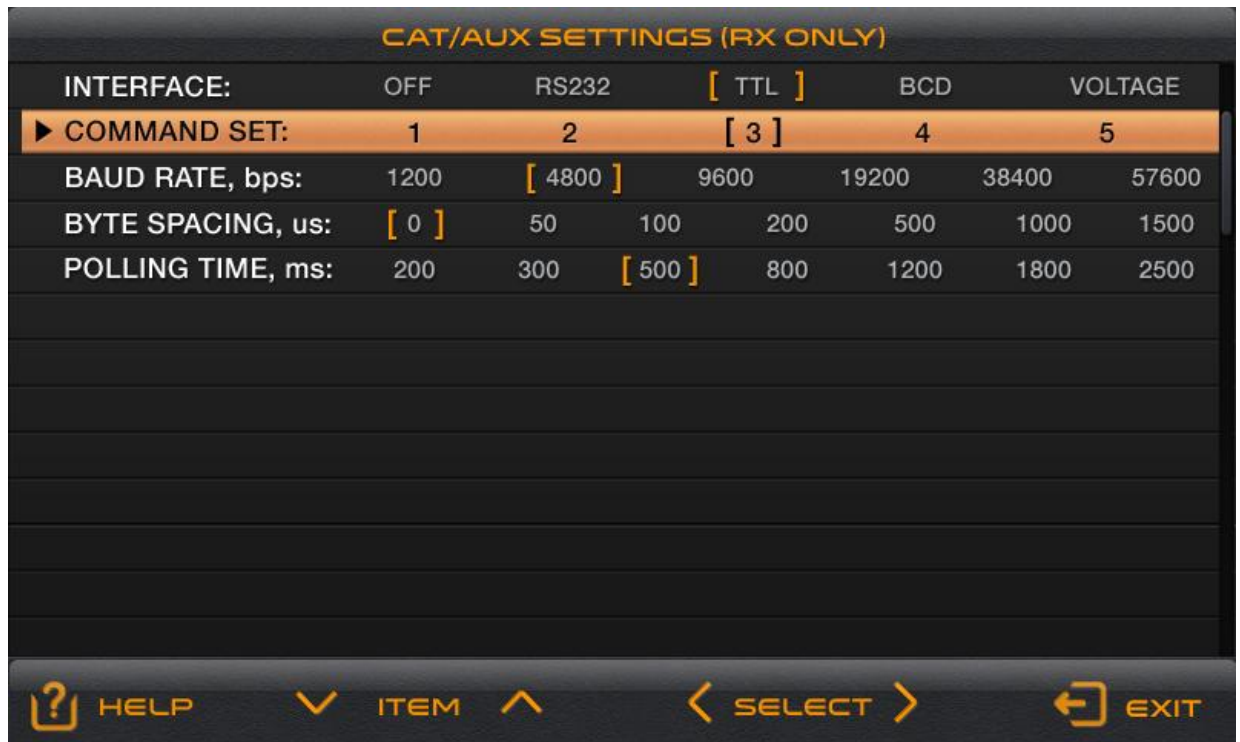 CAT/AUX SETTINGS (RX ONLY)
INTERFACE: OFF RS232 [ TTL ] BCD VOLTAGE
COMMAND SET: 1 2 [ 3 ] 4 5
BAUD RATE, bps: 1200 [ 4800 ] 9600 19200 38400 57600
BYTE SPACING, us: [ 0 ] 50 100 200 500 1000 1500
POLLING TIME, ms: 200 300 [ 500 ] 800 1200 1800 2500
? HELP ITEM SELECT EXIT